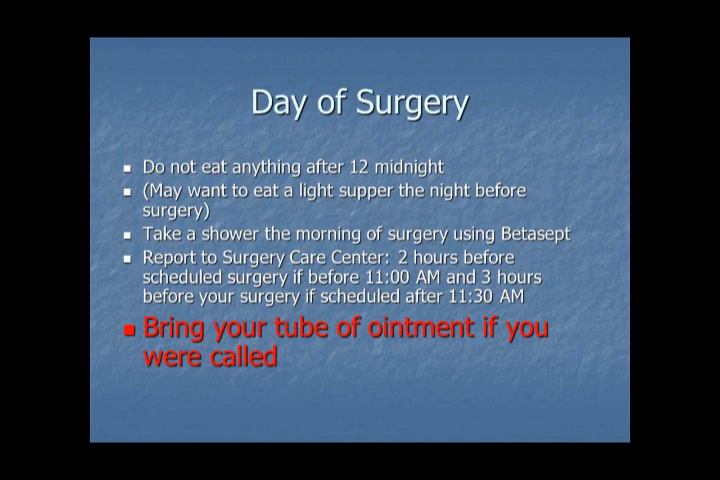 Day of Surgery
Do not eat anything after 12 midnight
(May want to eat a light supper the night before
surgery)
Take a shower the morning of surgery using Betasept
Report to Surgery Care Center: 2 hours before
scheduled surgery if before 11:00 AM and 3 hours
before your surgery if scheduled after 11:30 AM
Bring your tube of ointment if you
were called